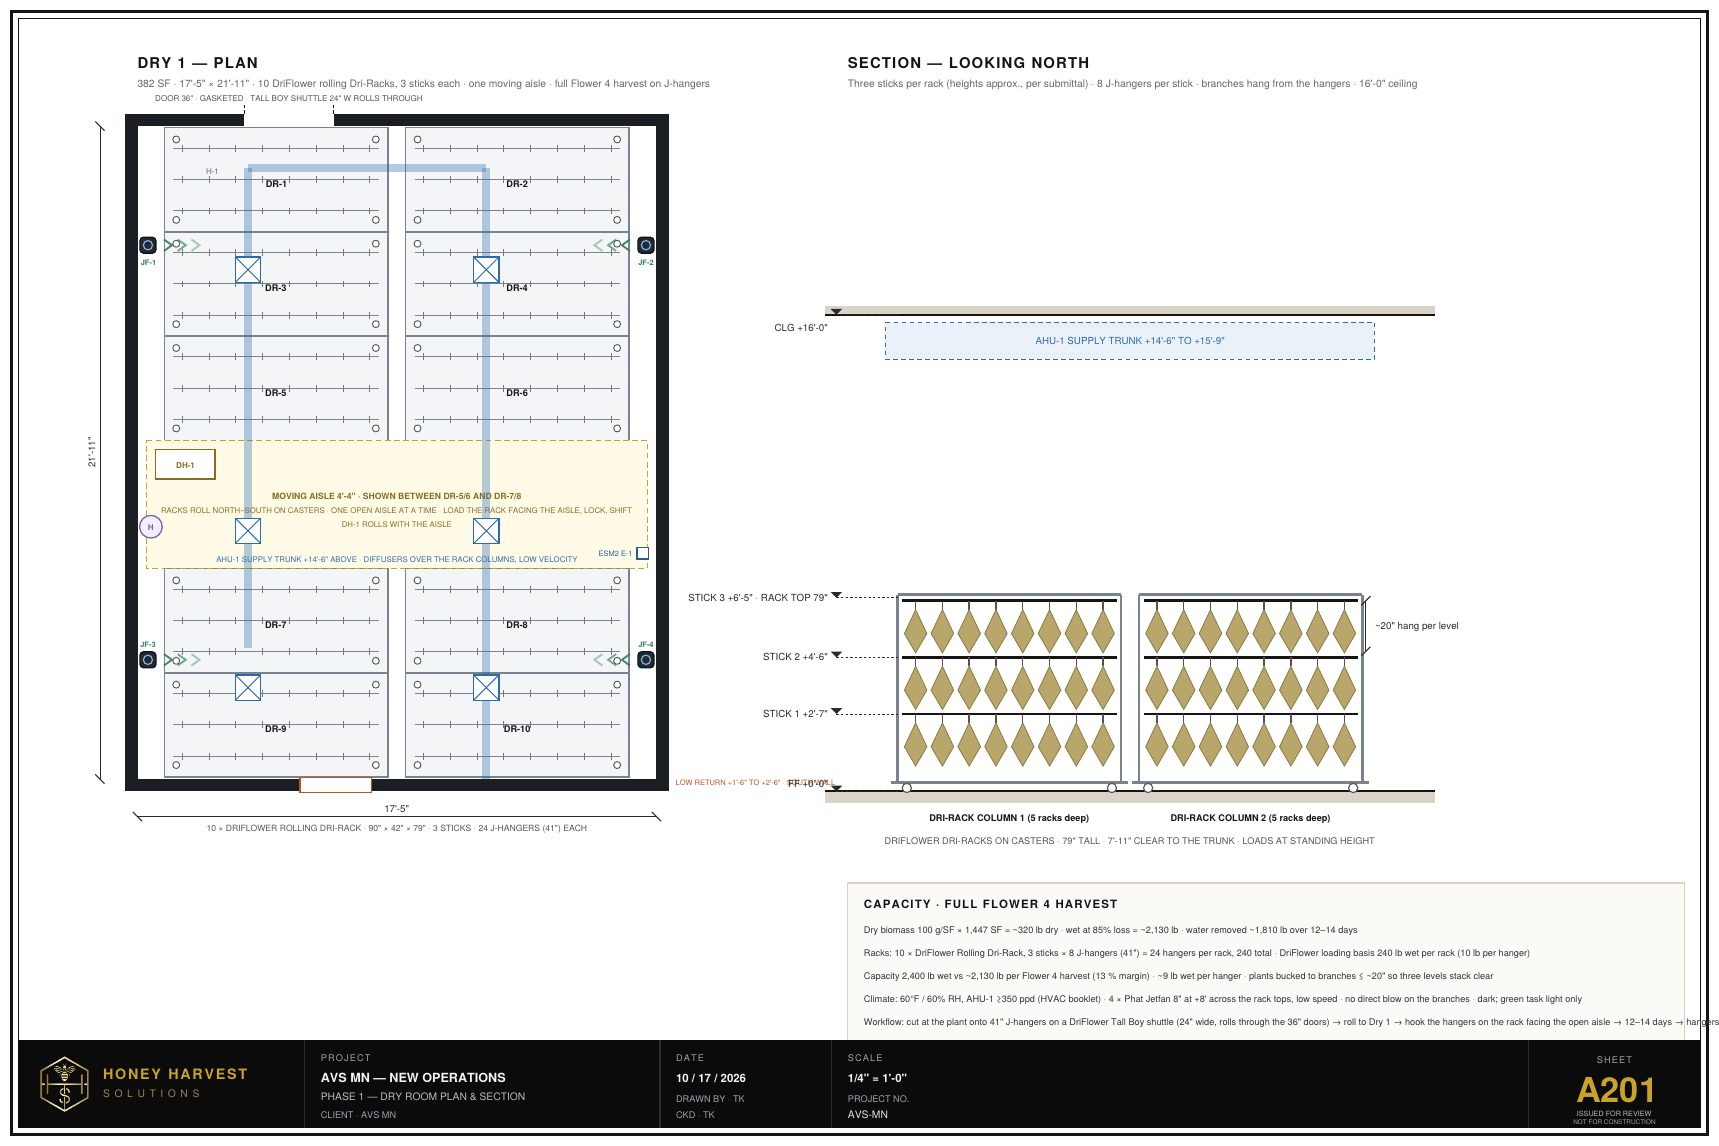 DRY 1 — PLAN
382 SF · 17'-5" × 21'-11" · 10 DriFlower rolling Dri-Racks, 3 sticks each · one moving aisle · full Flower 4 harvest on J-hangers
DOOR 36" · GASKETED · TALL BOY SHUTTLE 24" W ROLLS THROUGH
H-1
DR-1
DR-2
JF-1
JF-2
DR-3
DR-4
DR-5
DR-6
21'-11"
DH-1
MOVING AISLE 4'-4" · SHOWN BETWEEN DR-5/6 AND DR-7/8
RACKS ROLL NORTH-SOUTH ON CASTERS · ONE OPEN AISLE AT A TIME · LOAD THE RACK FACING THE AISLE, LOCK, SHIFT
DH-1 ROLLS WITH THE AISLE
H
ESM2 E-1
AHU-1 SUPPLY TRUNK +14'-6" ABOVE · DIFFUSERS OVER THE RACK COLUMNS, LOW VELOCITY
DR-7
DR-8
JF-3
JF-4
DR-9
DR-10
17'-5"
10 × DRIFLOWER ROLLING DRI-RACK · 90" × 42" × 79" · 3 STICKS · 24 J-HANGERS (41") EACH
SECTION — LOOKING NORTH
Three sticks per rack (heights approx., per submittal) · 8 J-hangers per stick · branches hang from the hangers · 16'-0" ceiling
CLG +16'-0"
AHU-1 SUPPLY TRUNK +14'-6" TO +15'-9"
STICK 3 +6'-5" · RACK TOP 79"
~20" hang per level
STICK 2 +4'-6"
STICK 1 +2'-7"
LOW RETURN +1'-6" TO +2'-6" · SOUTH WALL
FF +0'-0"
DRI-RACK COLUMN 1 (5 racks deep)
DRI-RACK COLUMN 2 (5 racks deep)
DRIFLOWER DRI-RACKS ON CASTERS · 79" TALL · 7'-11" CLEAR TO THE TRUNK · LOADS AT STANDING HEIGHT
CAPACITY · FULL FLOWER 4 HARVEST
Dry biomass 100 g/SF × 1,447 SF = ~320 lb dry · wet at 85% loss = ~2,130 lb · water removed ~1,810 lb over 12–14 days
Racks: 10 × DriFlower Rolling Dri-Rack, 3 sticks × 8 J-hangers (41") = 24 hangers per rack, 240 total · DriFlower loading basis 240 lb wet per rack (10 lb per hanger)
Capacity 2,400 lb wet vs ~2,130 lb per Flower 4 harvest (13 % margin) · ~9 lb wet per hanger · plants bucked to branches ≤ ~20" so three levels stack clear
Climate: 60°F / 60% RH, AHU-1 ≥350 ppd (HVAC booklet) · 4 × Phat Jetfan 8" at +8' across the rack tops, low speed · no direct blow on the branches · dark; green task light only
Workflow: cut at the plant onto 41" J-hangers on a DriFlower Tall Boy shuttle (24" wide, rolls through the 36" doors) → roll to Dry 1 → hook the hangers on the rack facing the open aisle → 12–14 days → hangers
HONEY HARVEST
SOLUTIONS
PROJECT
AVS MN — NEW OPERATIONS
PHASE 1 — DRY ROOM PLAN & SECTION
CLIENT · AVS MN
DATE
10 / 17 / 2026
DRAWN BY · TK
CKD · TK
SCALE
1/4" = 1'-0"
PROJECT NO.
AVS-MN
SHEET
A201
ISSUED FOR REVIEW
NOT FOR CONSTRUCTION